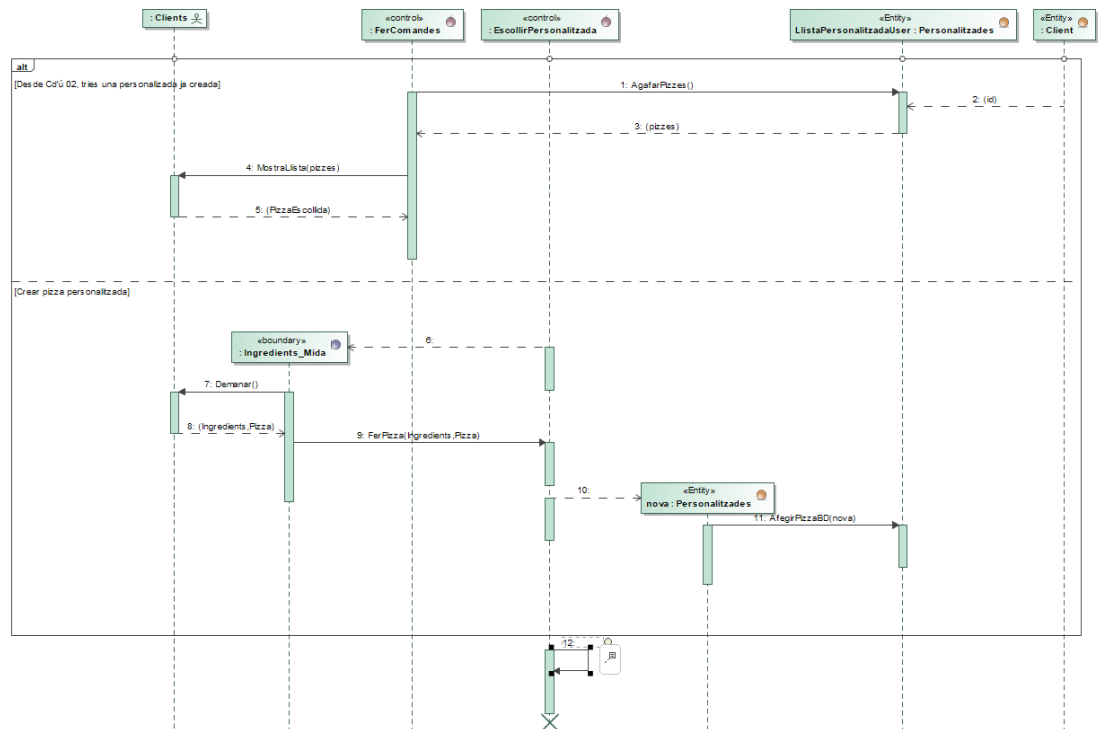 : Clients
«control»
: FerComandes
«control»
: EscollirPersonalitzada
«Entity»
LlistaPersonalitzadaUser : Personalitzades
«Entity»
: Client
alt
[Desde Cd'ú 02, tries una personalizada ja creada]
1: AgafarPizzes()
2: (id)
3: (pizzes)
4: MostraLlista(pizzes)
5: (PizzaEscollida)
[Crear pizza personalitzada]
«boundary»
: Ingredients_Mida
6:
7: Demanar()
8: (Ingredients,Pizza)
9: FerPizza(Ingredients,Pizza)
10:
«Entity»
nova : Personalitzades
11: AfegirPizzaBD(nova)
12: